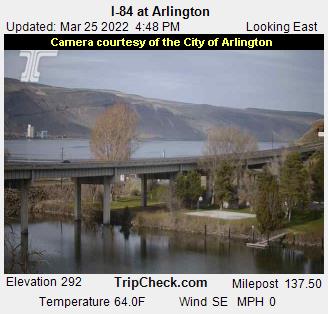 I-84 at Arlington
Updated: Mar 25 2022 4:48 PM Looking East
Camera courtesy of the City of Arlington
Elevation 292 TripCheck.com Milepost 137.50
Temperature 64.0F Wind SE MPH 0